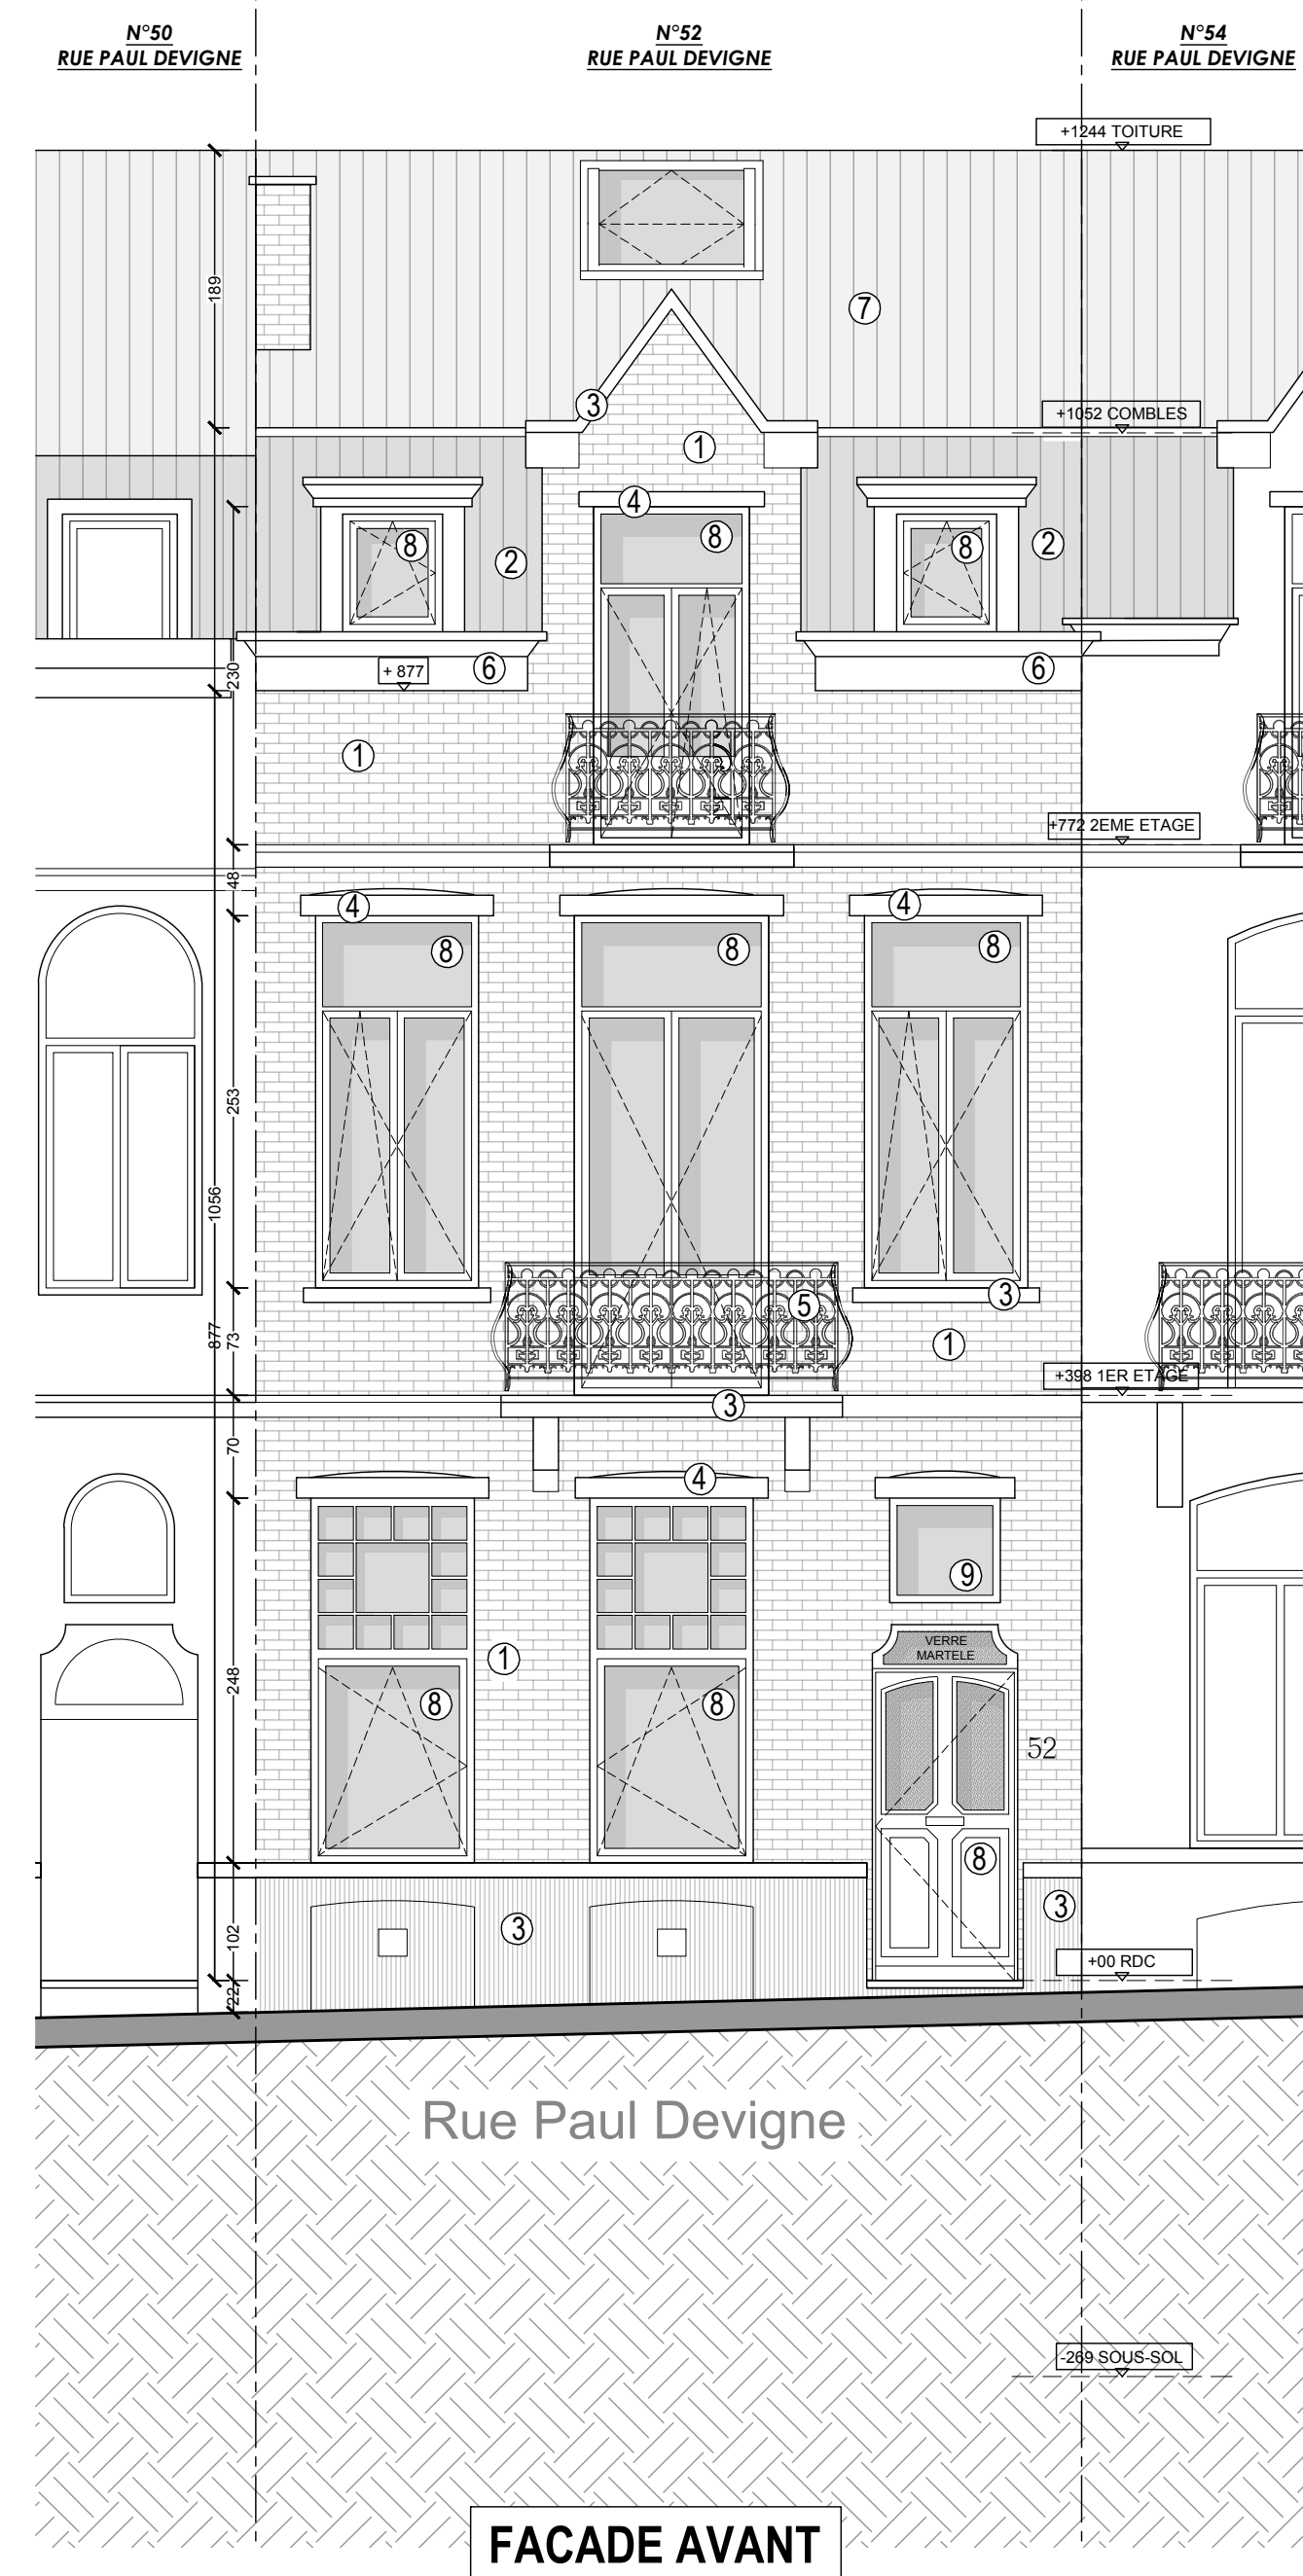 N°50
RUE PAUL DEVIGNE
N°52
RUE PAUL DEVIGNE
N°54
RUE PAUL DEVIGNE
+1244 TOITURE
189
7
3
+1052 COMBLES
1
4
8
8
8
2
2
230
+ 877
6
6
1
+772 2EME ETAGE
48
4
4
8
8
8
253
1056
877
73
3
5
1
+398 1ER ETAGE
3
70
4
9
VERRE
MARTELE
1
248
8
8
52
8
3
3
102
+00 RDC
22
Rue Paul Devigne
-269 SOUS-SOL
FACADE AVANT